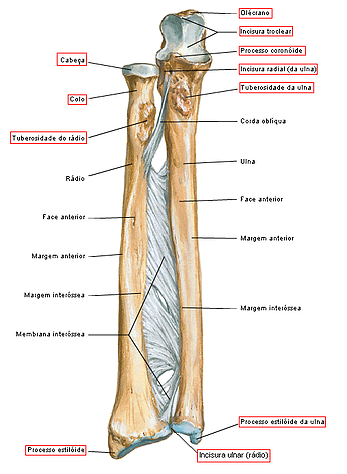 Olécrano
Incisura troclear
Processo coronóide
Cabeça
Incisura radial (da ulna)
Colo
Tuberosidade da ulna
Corda oblíqua
Tuberosidade do rádio
Ulna
Rádio
Face anterior
Face anterior
Margem anterior
Margem anterior
Margem interóssea
Margem interóssea
Membrana interóssea
Processo estilóide da ulna
Processo estilóide
Incisura ulnar (rádio)